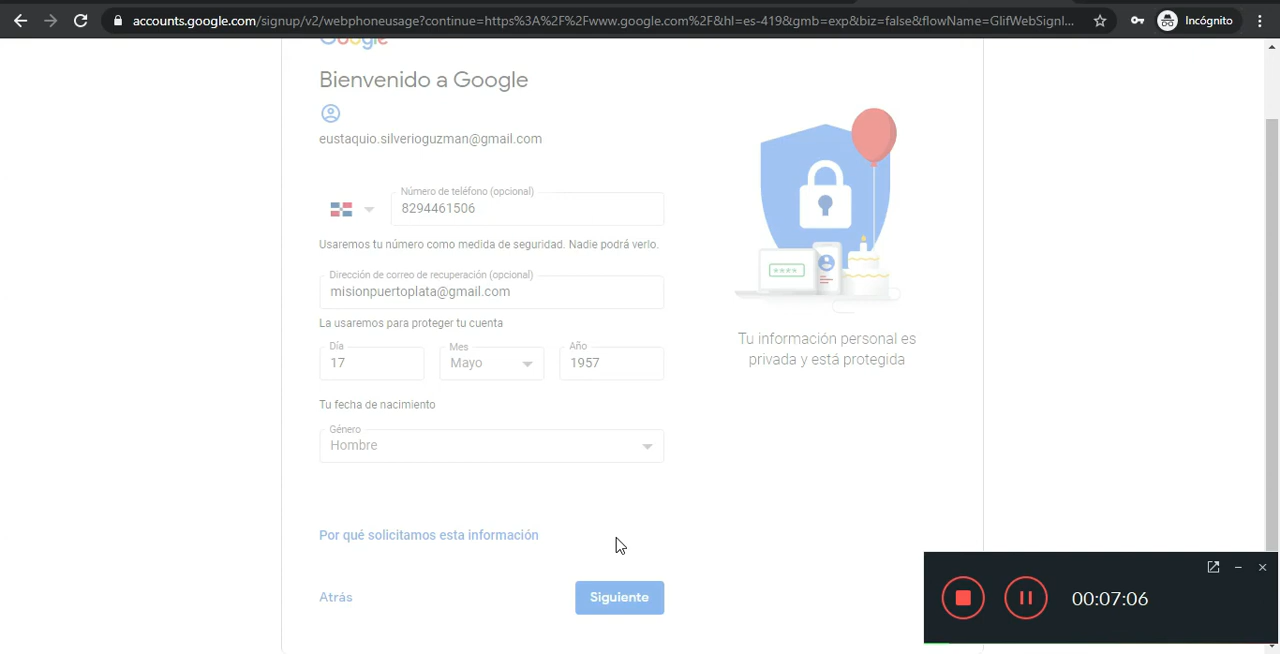 accounts.google.com/signup/v2/webphoneusage?continue=https%3A%2F%2Fwww.google.com%2F&hl=es-419&gmb=exp&biz=false&flowName=GlifWebSignI...
Incógnito
Google
Bienvenido a Google
eustaquio.silverioguzman@gmail.com
Número de teléfono (opcional)
8294461506
Usaremos tu número como medida de seguridad. Nadie podrá verlo.
Dirección de correo de recuperación (opcional)
misionpuertoplata@gmail.com
La usaremos para proteger tu cuenta
Día Mes Año
17 Mayo 1957
Tu fecha de nacimiento
Género
Hombre
Por qué solicitamos esta información
Atrás Siguiente
****
Tu información personal es
privada y está protegida
00:07:06